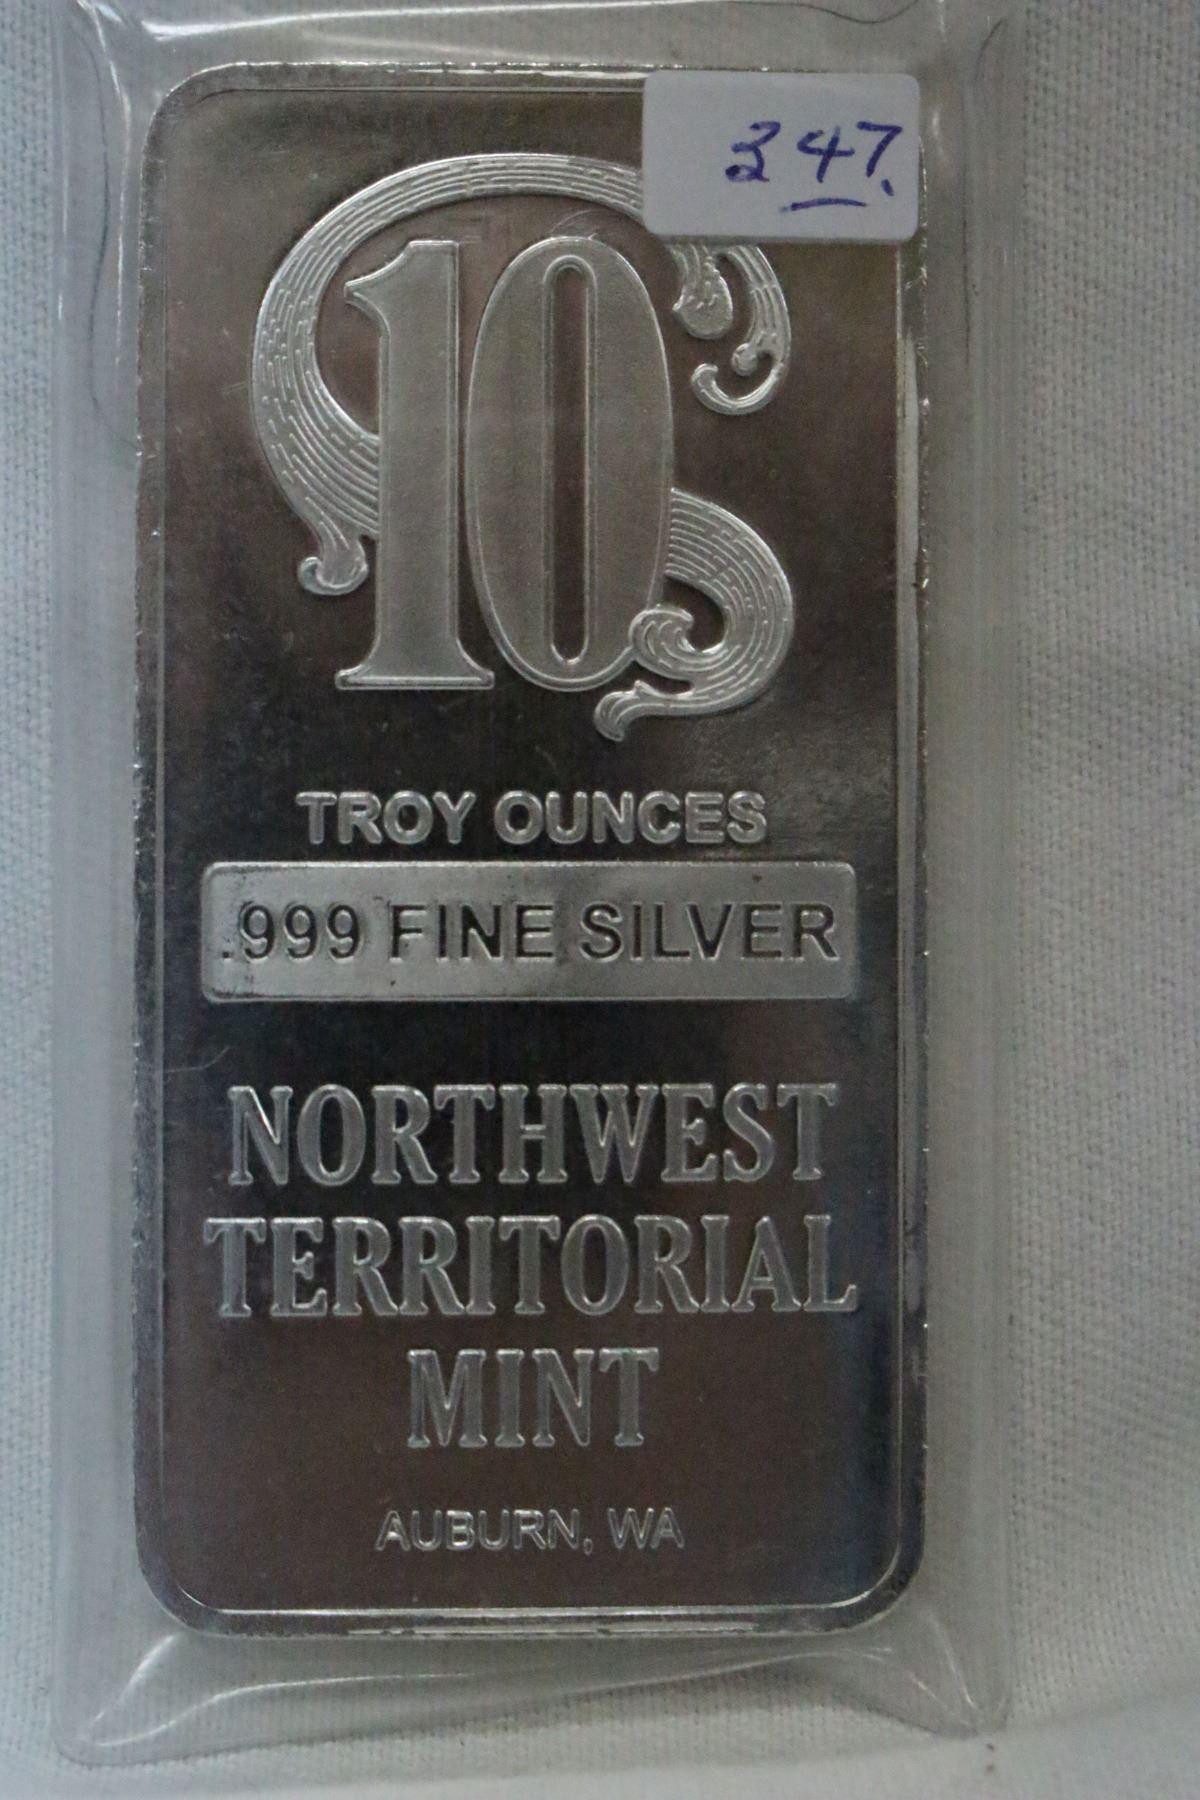 347.
10
TROY OUNCES
.999 FINE SILVER
NORTHWEST
TERRITORIAL
MINT
AUBURN, WA